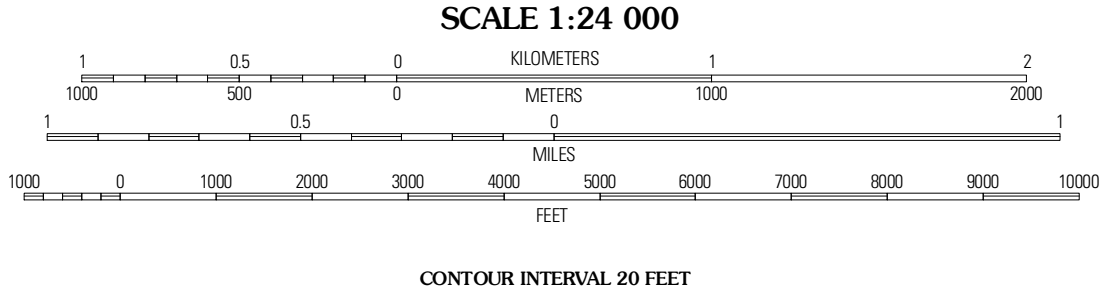 SCALE 1:24 000
1 0.5 0 KILOMETERS 1 2
1000 500 0 METERS 1000 2000
1 0.5 0 1
MILES
1000 0 1000 2000 3000 4000 5000 6000 7000 8000 9000 10000
FEET
CONTOUR INTERVAL 20 FEET